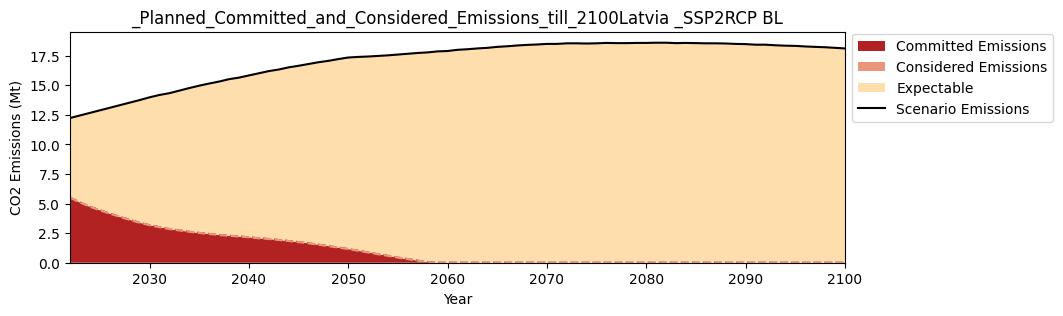 _Planned_Committed_and_Considered_Emissions_till_2100Latvia _SSP2RCP BL
CO2 Emissions (Mt)
17.5
15.0
12.5
10.0
7.5
5.0
2.5
0.0
2030 2040 2050 2060 2070 2080 2090 2100
Year
Committed Emissions
Considered Emissions
Expectable
Scenario Emissions